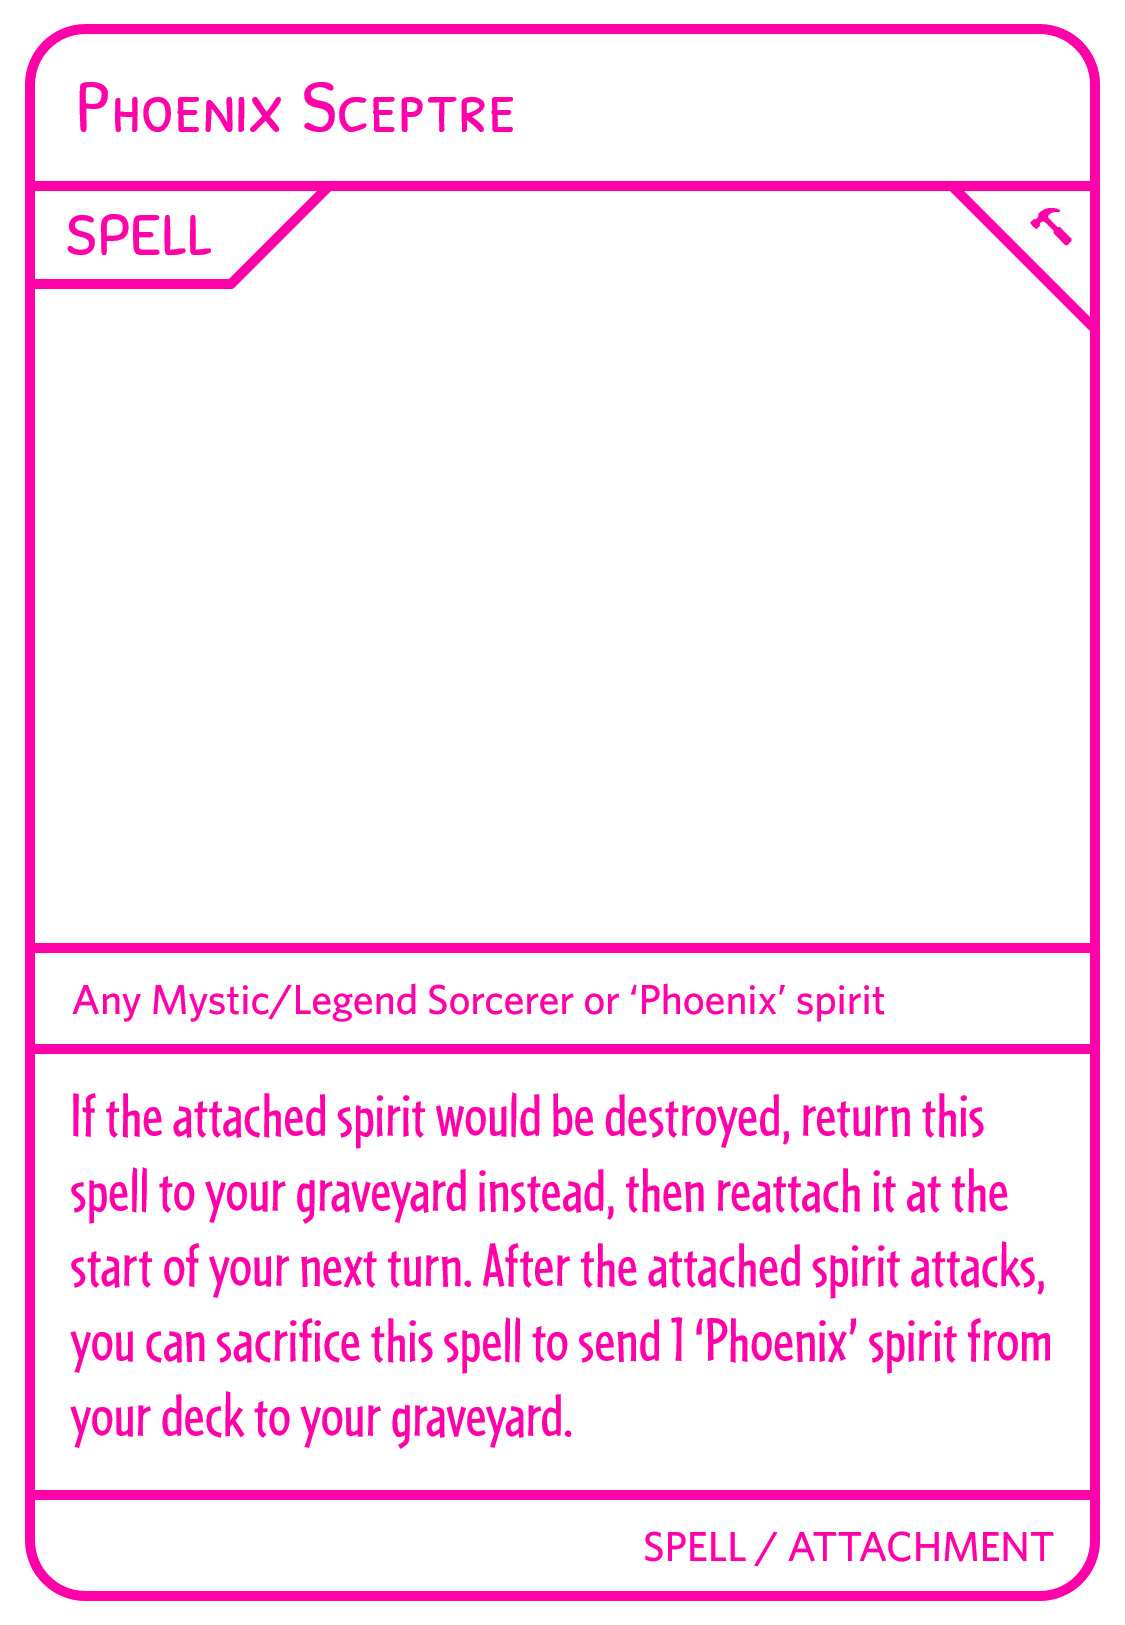 Phoenix Sceptre
SPELL
Any Mystic/Legend Sorcerer or ‘Phoenix’ spirit
If the attached spirit would be destroyed, return this
spell to your graveyard instead, then reattach it at the
start of your next turn. After the attached spirit attacks,
you can sacrifice this spell to send 1 ‘Phoenix’ spirit from
your deck to your graveyard.
SPELL / ATTACHMENT